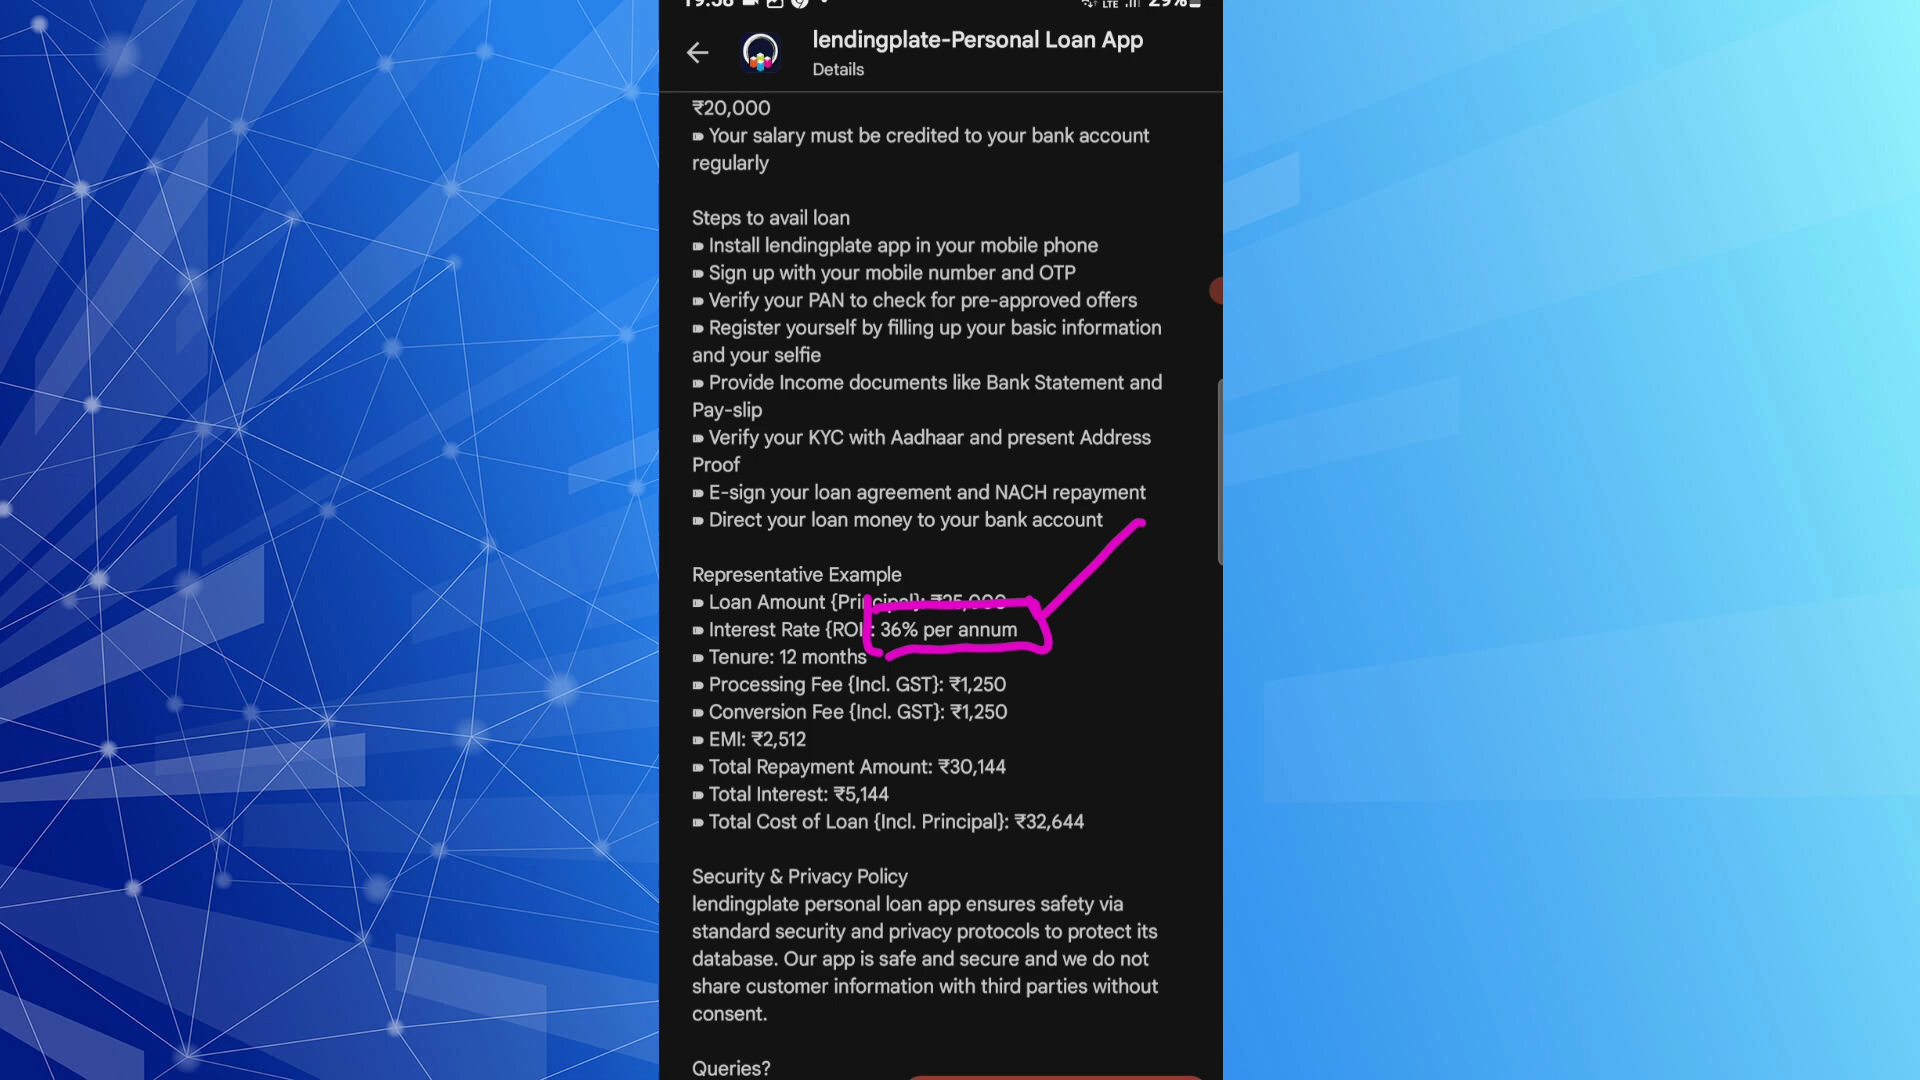 19:58 LTE 29%
lendingplate-Personal Loan App
Details
₹20,000
Your salary must be credited to your bank account
regularly
Steps to avail loan
Install lendingplate app in your mobile phone
Sign up with your mobile number and OTP
Verify your PAN to check for pre-approved offers
Register yourself by filling up your basic information
and your selfie
Provide Income documents like Bank Statement and
Pay-slip
Verify your KYC with Aadhaar and present Address
Proof
E-sign your loan agreement and NACH repayment
Direct your loan money to your bank account
Representative Example
Loan Amount {Principal}: ₹25,000
Interest Rate {ROI}: 36% per annum
Tenure: 12 months
Processing Fee {Incl. GST}: ₹1,250
Conversion Fee {Incl. GST}: ₹1,250
EMI: ₹2,512
Total Repayment Amount: ₹30,144
Total Interest: ₹5,144
Total Cost of Loan {Incl. Principal}: ₹32,644
Security & Privacy Policy
lendingplate personal loan app ensures safety via
standard security and privacy protocols to protect its
database. Our app is safe and secure and we do not
share customer information with third parties without
consent.
Queries?